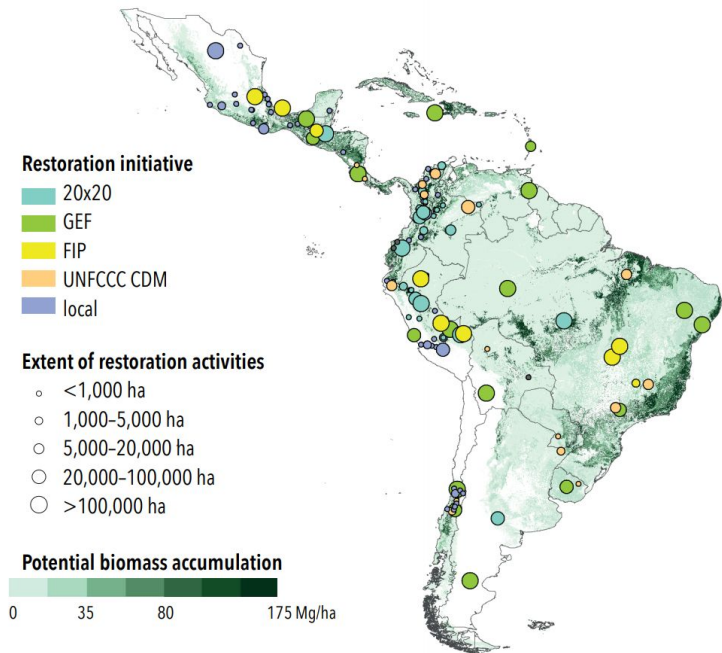 Restoration initiative
20x20
GEF
FIP
UNFCCC CDM
local
Extent of restoration activities
<1,000 ha
1,000–5,000 ha
5,000–20,000 ha
20,000–100,000 ha
>100,000 ha
Potential biomass accumulation
0 35 80 175 Mg/ha